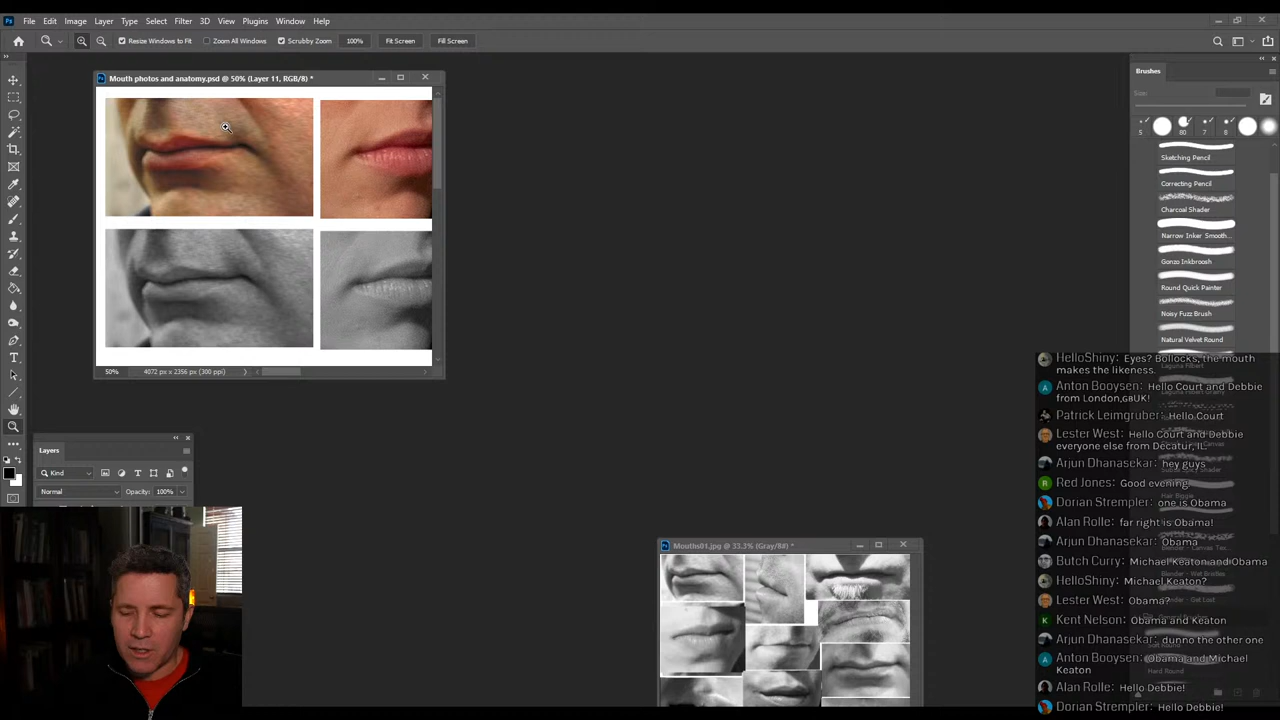 File Edit Image Layer Type Select Filter 3D View Plugins Window Help
Resize Windows to Fit Zoom All Windows Scrubby Zoom 100% Fit Screen Fill Screen
Mouth photos and anatomy.psd @ 50% (Layer 11, RGB/8) *
50% 4072 px x 2356 px (300 ppi)
Layers
Kind
Normal Opacity: 100%
Mouths01.jpg @ 33.3% (Gray/8#) *
Brushes
Size:
5 80 7 8
Sketching Pencil
Correcting Pencil
Charcoal Shader
Narrow Inker Smooth...
Gonzo Inkbroosh
Round Quick Painter
Noisy Fuzz Brush
Natural Velvet Round
HelloShiny: Eyes? Bollocks, the mouth
makes the likeness.
Anton Booysen: Hello Court and Debbie
from London,GBUK!
Patrick Leimgruber: Hello Court
Lester West: Hello Court and Debbie
everyone else from Decatur, IL.
Arjun Dhanasekar: hey guys
Red Jones: Good evening,
Dorian Strempler: one is Obama
Alan Rolle: far right is Obama!
Arjun Dhanasekar: Obama
Butch Curry: Michael Keaton and Obama
HelloShiny: Michael Keaton?
Lester West: Obama?
Kent Nelson: Obama and Keaton
Arjun Dhanasekar: dunno the other one
Anton Booysen: Obama and Michael
Keaton
Alan Rolle: Hello Debbie!
Dorian Strempler: Hello Debbie!